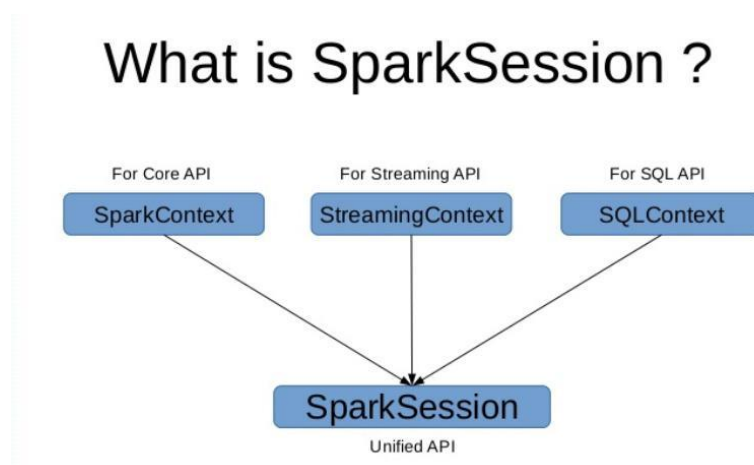 What is SparkSession ?
For Core API
For Streaming API
For SQL API
SparkContext
StreamingContext
SQLContext
SparkSession
Unified API